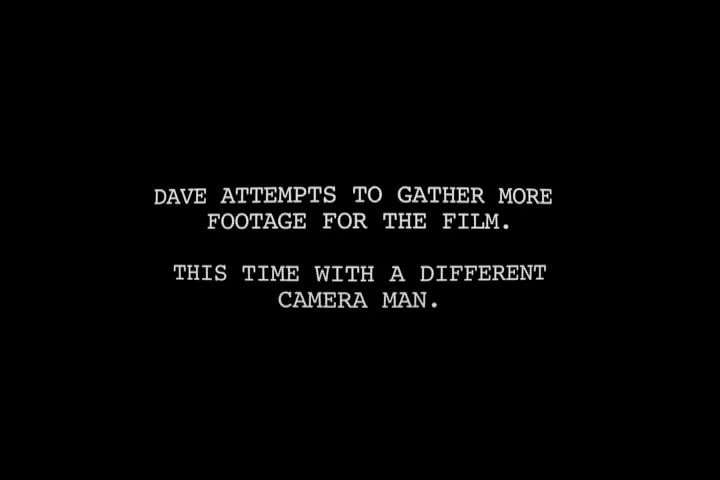 DAVE ATTEMPTS TO GATHER MORE
FOOTAGE FOR THE FILM.
THIS TIME WITH A DIFFERENT
CAMERA MAN.